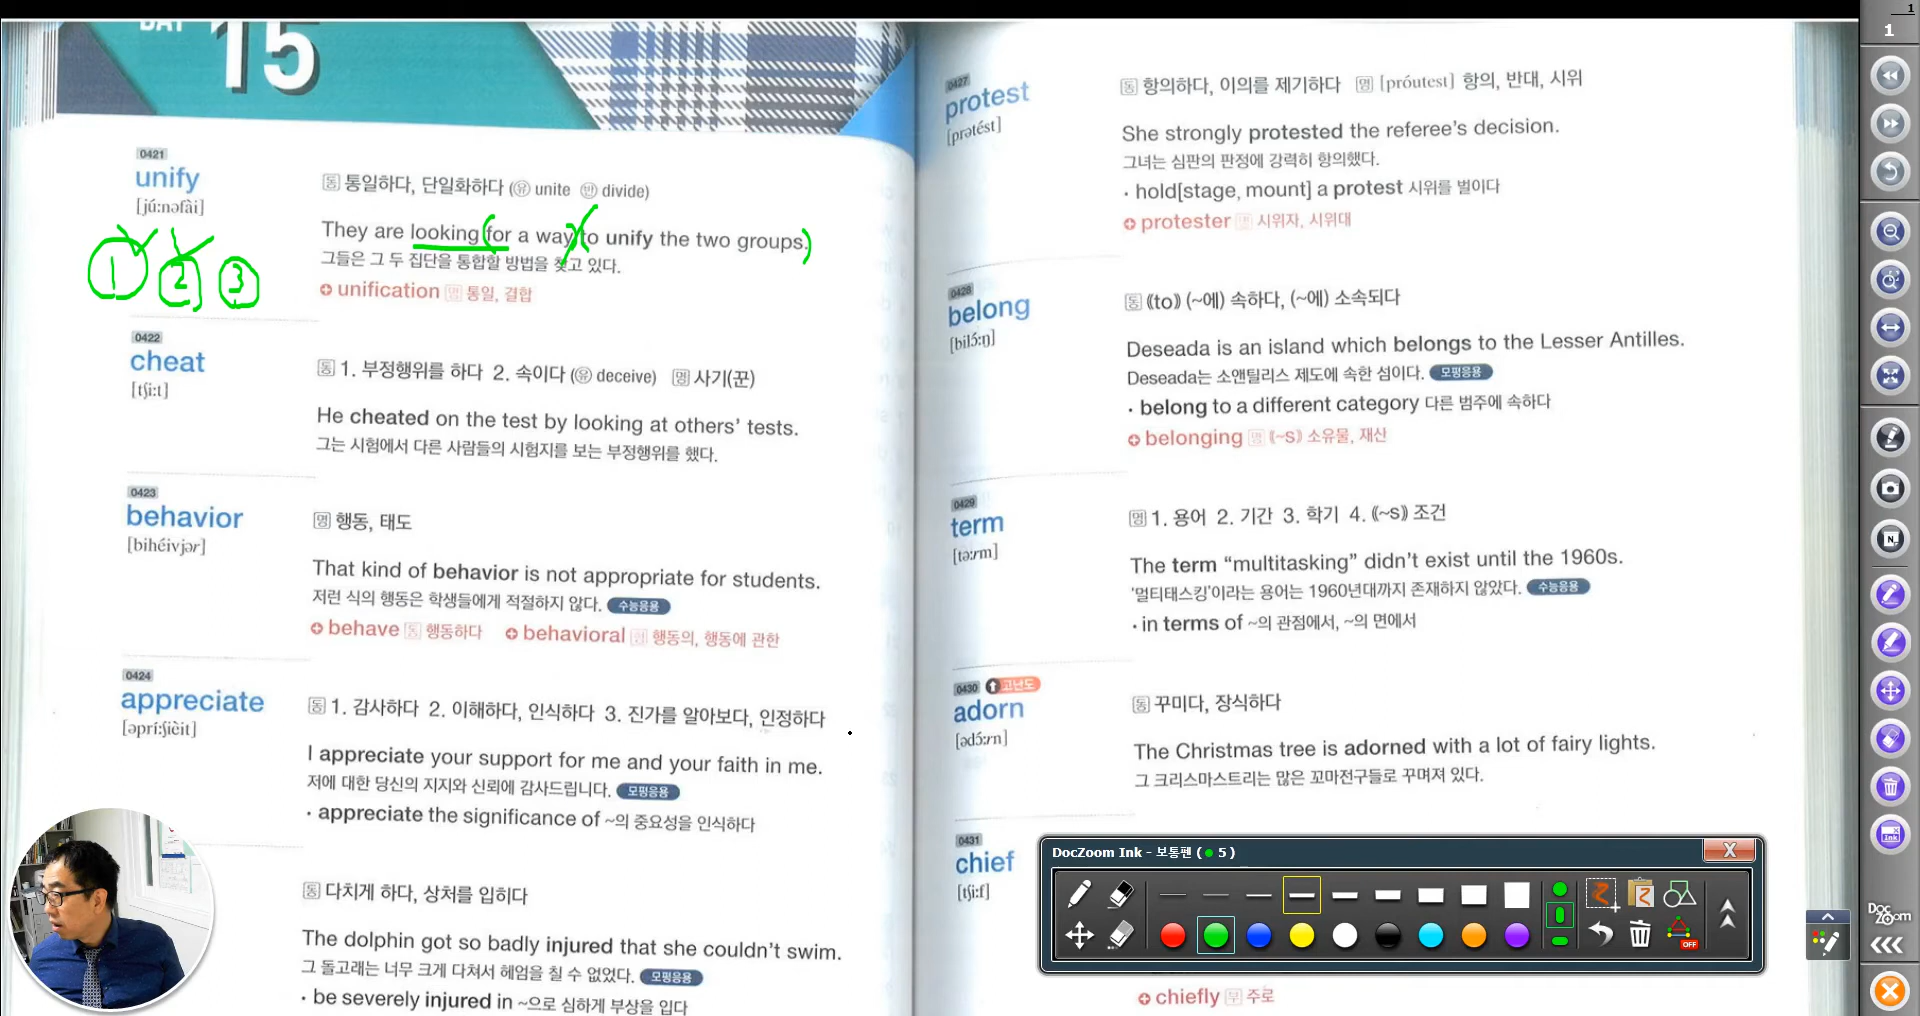 DAY 15
0421
unify
[júːnəfài]
동 통일하다, 단일화하다 (유 unite 반 divide)
They are looking for a way to unify the two groups.
그들은 그 두 집단을 통합할 방법을 찾고 있다.
unification 명 통일, 결합
1 2 3
0422
cheat
[tʃiːt]
동 1. 부정행위를 하다 2. 속이다 (유 deceive) 명 사기(꾼)
He cheated on the test by looking at others' tests.
그는 시험에서 다른 사람들의 시험지를 보는 부정행위를 했다.
0423
behavior
[bihéivjər]
명 행동, 태도
That kind of behavior is not appropriate for students.
저런 식의 행동은 학생들에게 적절하지 않다. 수능응용
behave 동 행동하다 behavioral 형 행동의, 행동에 관한
0424
appreciate
[əpríːʃièit]
동 1. 감사하다 2. 이해하다, 인식하다 3. 진가를 알아보다, 인정하다
I appreciate your support for me and your faith in me.
저에 대한 당신의 지지와 신뢰에 감사드립니다. 모평응용
· appreciate the significance of ~의 중요성을 인식하다
동 다치게 하다, 상처를 입히다
The dolphin got so badly injured that she couldn't swim.
그 돌고래는 너무 크게 다쳐서 헤엄을 칠 수 없었다. 모평응용
· be severely injured in ~으로 심하게 부상을 입다
0427
protest
[prətést]
동 항의하다, 이의를 제기하다 명 [próutest] 항의, 반대, 시위
She strongly protested the referee's decision.
그녀는 심판의 판정에 강력히 항의했다.
· hold[stage, mount] a protest 시위를 벌이다
protester 명 시위자, 시위대
0428
belong
[bilɔ́ːŋ]
동 ⟪to⟫ (~에) 속하다, (~에) 소속되다
Deseada is an island which belongs to the Lesser Antilles.
Deseada는 소앤틸리스 제도에 속한 섬이다. 모평응용
· belong to a different category 다른 범주에 속하다
belonging 명 ⟪~s⟫ 소유물, 재산
0429
term
[təːrm]
명 1. 용어 2. 기간 3. 학기 4. ⟪~s⟫ 조건
The term “multitasking” didn't exist until the 1960s.
'멀티태스킹'이라는 용어는 1960년대까지 존재하지 않았다. 수능응용
· in terms of ~의 관점에서, ~의 면에서
0430 고난도
adorn
[ədɔ́ːrn]
동 꾸미다, 장식하다
The Christmas tree is adorned with a lot of fairy lights.
그 크리스마스트리는 많은 꼬마전구들로 꾸며져 있다.
0431
chief
[tʃiːf]
chiefly 부 주로
DocZoom Ink - 보통펜 ( 5 )
X
OFF
1
1
N
Ink
Doc Zoom